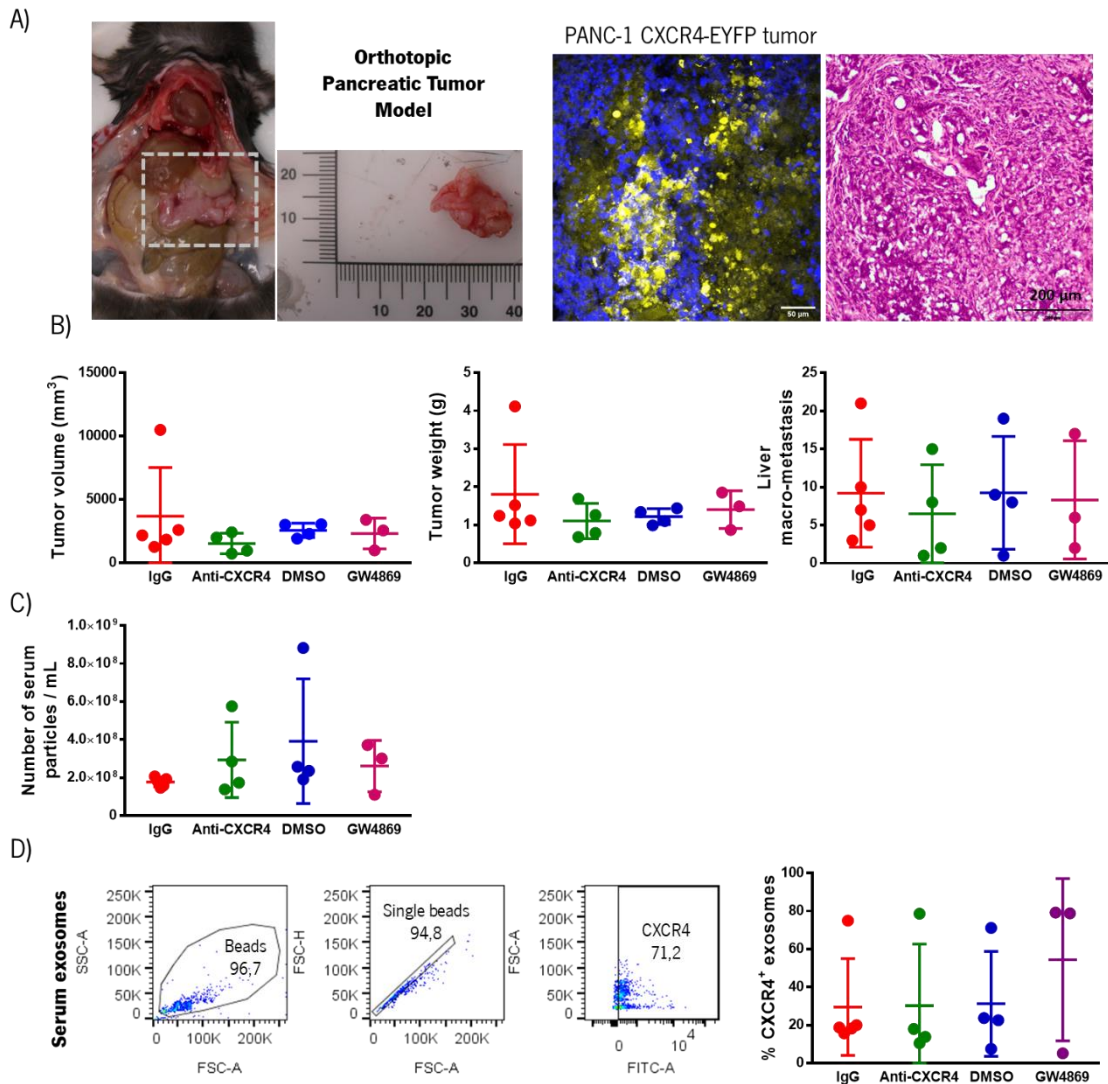 A)
Orthotopic
Pancreatic Tumor
Model
PANC-1 CXCR4-EYFP tumor
20
10
10 20 30 40
50 µm
200 µm
B)
Tumor volume (mm³)
15000
10000
5000
0
IgG Anti-CXCR4 DMSO GW4869
Tumor weight (g)
5
4
3
2
1
0
IgG Anti-CXCR4 DMSO GW4869
Liver
macro-metastasis
25
20
15
10
5
0
IgG Anti-CXCR4 DMSO GW4869
C)
Number of serum
particles / mL
1.0×10⁹
8.0×10⁸
6.0×10⁸
4.0×10⁸
2.0×10⁸
0
IgG Anti-CXCR4 DMSO GW4869
D)
Serum exosomes
SSC-A
250K
200K
150K
100K
50K
0
Beads
96,7
0 100K 200K
FSC-A
FSC-H
250K
200K
150K
100K
50K
0
Single beads
94,8
0 100K 200K
FSC-A
FSC-A
250K
200K
150K
100K
50K
0
CXCR4
71,2
0 10⁴
FITC-A
% CXCR4⁺ exosomes
100
80
60
40
20
0
IgG Anti-CXCR4 DMSO GW4869